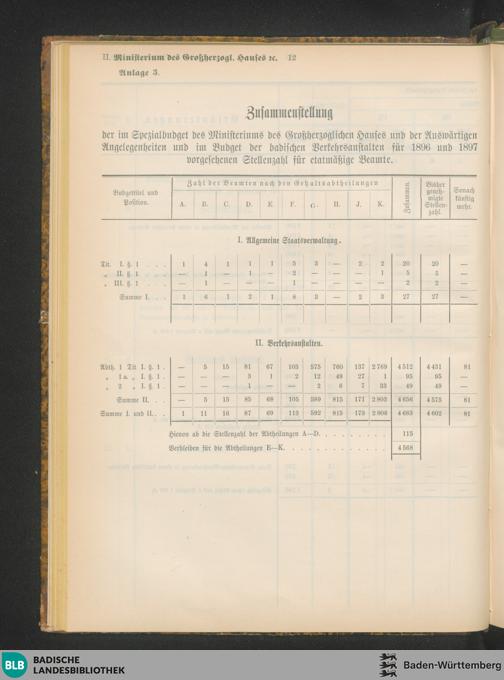 II. Ministerium des Großherzogl. Hauses ꝛc. 12
Anlage 3.
Zusammenstellung
der im Spezialbudget des Ministeriums des Großherzoglichen Hauses und der Auswärtigen
Angelegenheiten und im Budget der badischen Verkehrsanstalten für 1896 und 1897
vorgesehenen Stellenzahl für etatmäßige Beamte.
Budgettitel und Position. | Zahl der Beamten nach den Gehaltsabtheilungen | Zusammen. | Bisher genehmigte Stellenzahl. | Sonach künftig mehr.
A. B. C. D. E. F. G. H. J. K.
I. Allgemeine Staatsverwaltung.
Tit. I. §. 1 . . . 1 4 1 1 1 5 3 — 2 2 20 20 —
„ II. §. 1 . . . — 1 — 1 — 2 — — — 1 5 5 —
„ III. §. 1 . . . — 1 — — — 1 — — — — 2 2 —
Summe I. . . 1 6 1 2 1 8 3 — 2 3 27 27 —
II. Verkehrsanstalten.
Abth. 1 Tit I. §. 1 . — 5 15 81 67 103 575 760 137 2 769 4 512 4 431 81
„ 1a. „ I. §. 1 . — — — 3 1 2 12 49 27 1 95 95 —
„ 2 „ I. §. 1 . — — — 1 — — 2 6 7 33 49 49 —
Summe II. . . — 5 15 85 68 105 589 815 171 2 803 4 656 4 575 81
Summe I. und II. . 1 11 16 87 69 113 592 815 173 2 806 4 683 4 602 81
Hievon ab die Stellenzahl der Abtheilungen A—D. . . . . . . . . 115
Verbleiben für die Abtheilungen E—K. . . . . . . . . . . . . 4 568
BLB
BADISCHE
LANDESBIBLIOTHEK
Baden-Württemberg